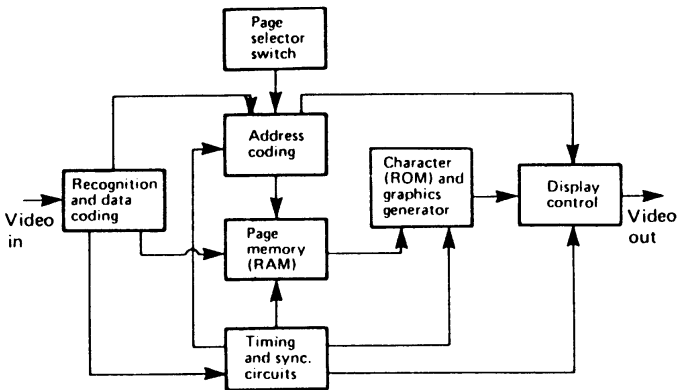 Page
selector
switch
Address
coding
Character
(ROM) and
graphics
generator
Recognition
and data
coding
Display
control
Video
in
Video
out
Page
memory
(RAM)
Timing
and sync.
circuits